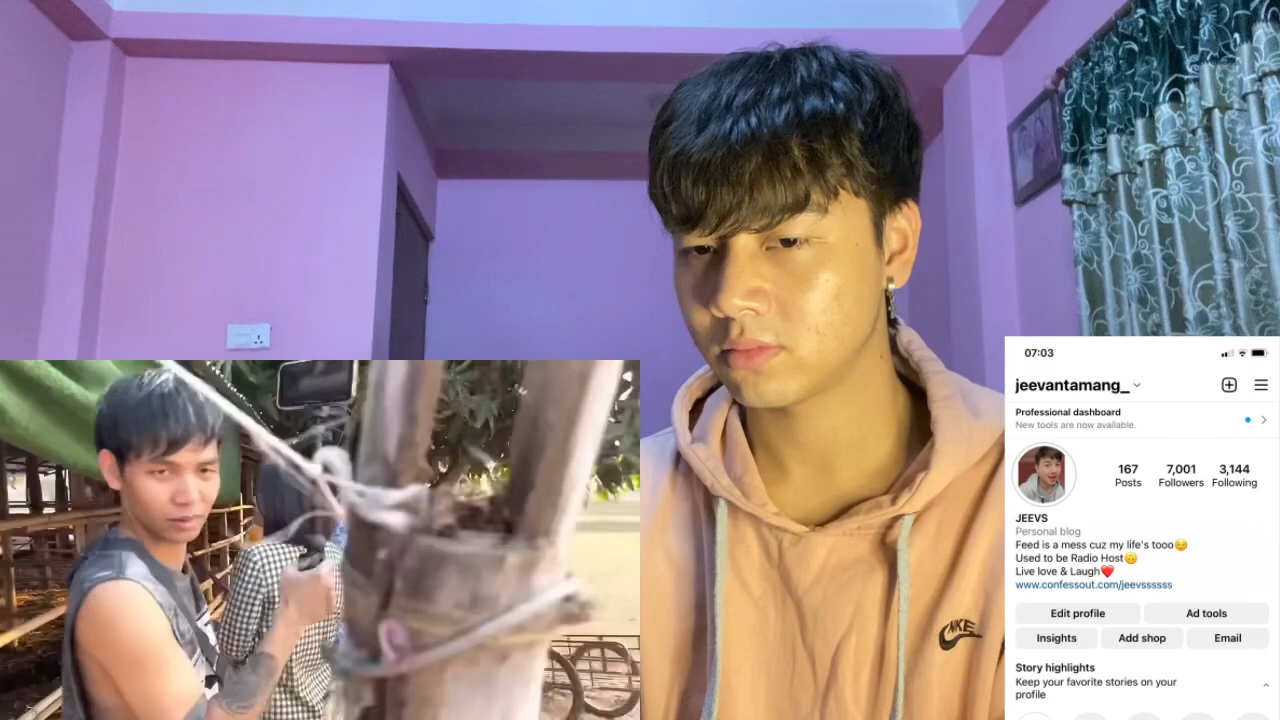 NIKE
07:03
jeevantamang_
Professional dashboard
New tools are now available.
167 7,001 3,144
Posts Followers Following
JEEVS
Personal blog
Feed is a mess cuz my life's tooo😔
Used to be Radio Host🙃
Live love & Laugh❤️
www.confessout.com/jeevssssss
Edit profile Ad tools
Insights Add shop Email
Story highlights
Keep your favorite stories on your
profile